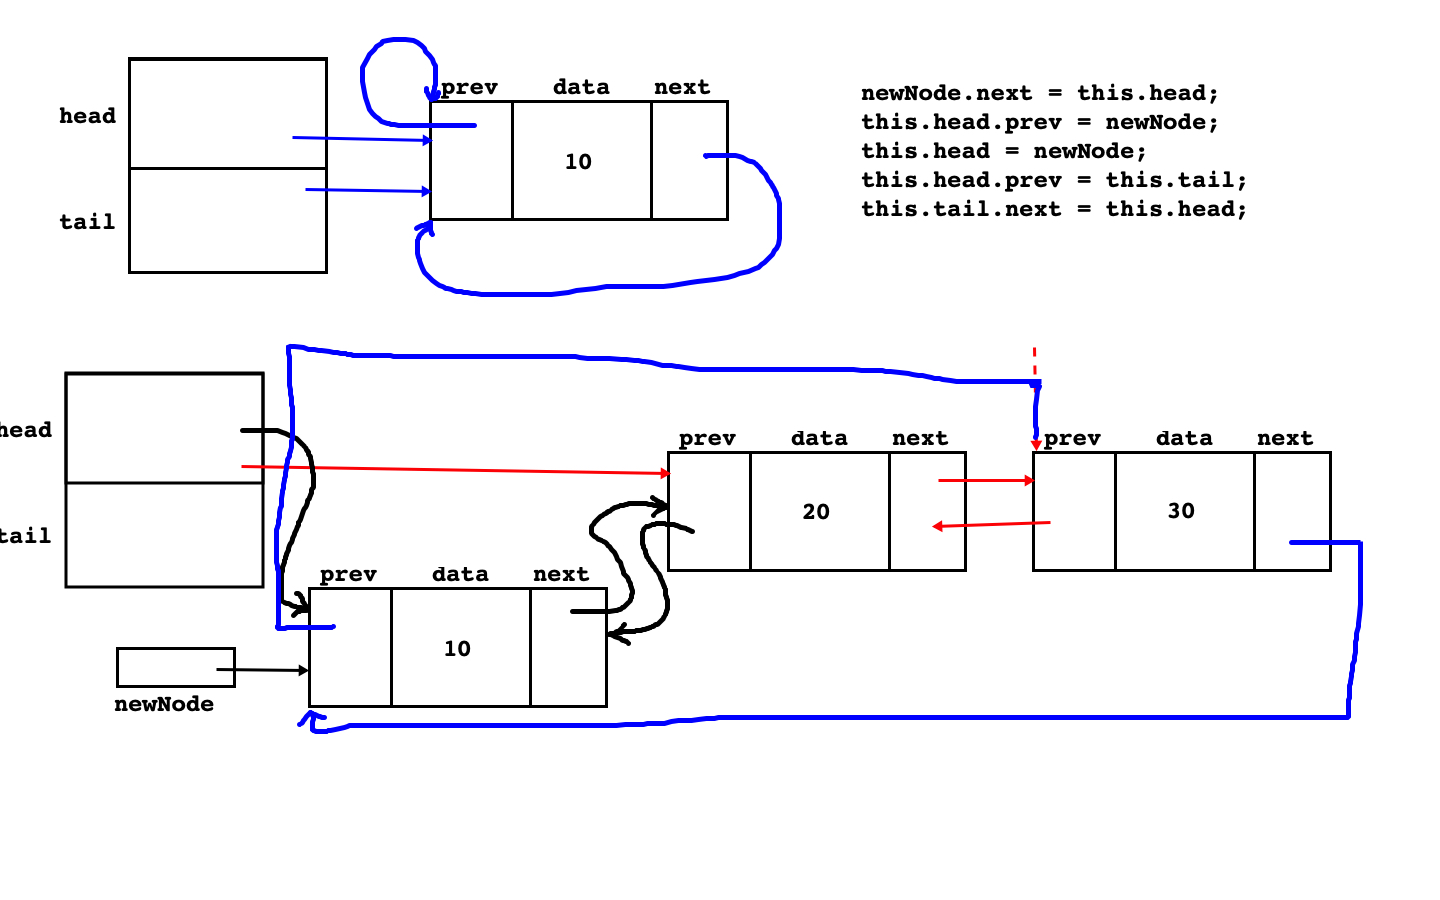 prev data next
head
10
tail
newNode.next = this.head;
this.head.prev = newNode;
this.head = newNode;
this.head.prev = this.tail;
this.tail.next = this.head;
head
tail
prev data next
20
prev data next
30
prev data next
10
newNode